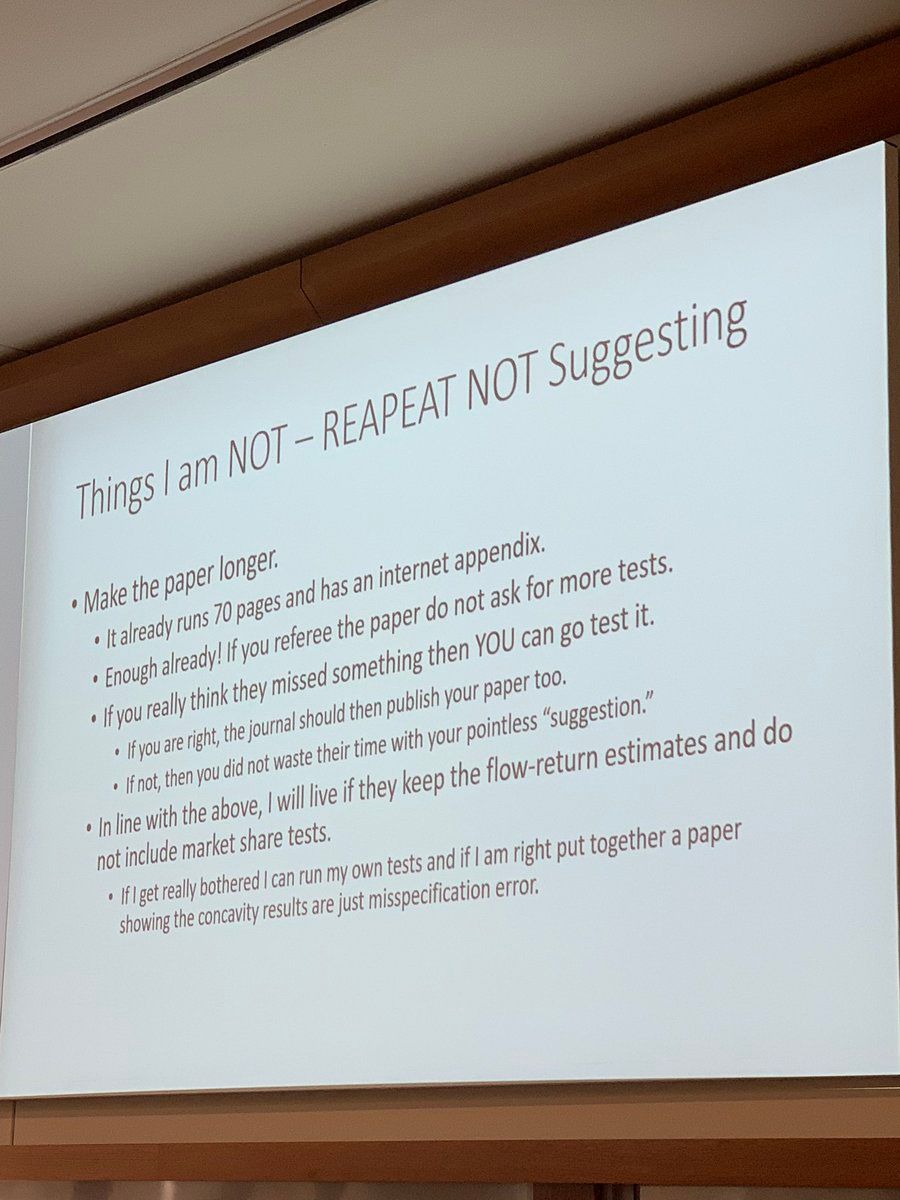 Things I am NOT – REAPEAT NOT Suggesting
• Make the paper longer.
• It already runs 70 pages and has an internet appendix.
• Enough already! If you referee the paper do not ask for more tests.
• If you really think they missed something then YOU can go test it.
• If you are right, the journal should then publish your paper too.
• If not, then you did not waste their time with your pointless “suggestion.”
• In line with the above, I will live if they keep the flow-return estimates and do
not include market share tests.
• If I get really bothered I can run my own tests and if I am right put together a paper
showing the concavity results are just misspecification error.